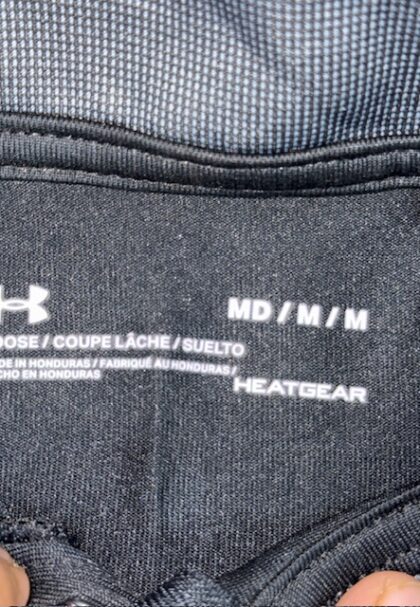 MD / M / M
OOSE / COUPE LÂCHE / SUELTO
DE IN HONDURAS / FABRIQUÉ AU HONDURAS /
CHO EN HONDURAS
HEATGEAR